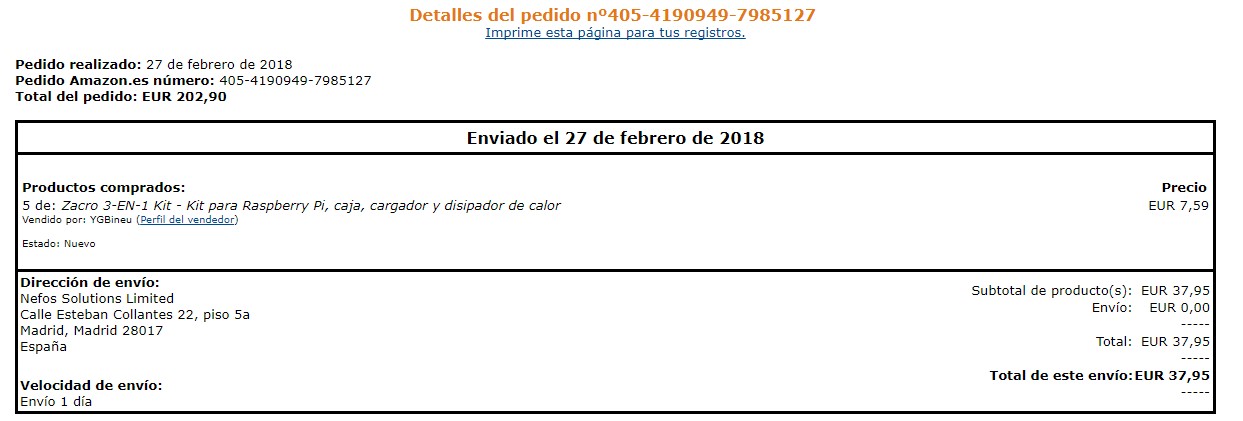 Detalles del pedido nº405-4190949-7985127
Imprime esta página para tus registros.
Pedido realizado: 27 de febrero de 2018
Pedido Amazon.es número: 405-4190949-7985127
Total del pedido: EUR 202,90
Enviado el 27 de febrero de 2018
Productos comprados: Precio
5 de: Zacro 3-EN-1 Kit - Kit para Raspberry Pi, caja, cargador y disipador de calor EUR 7,59
Vendido por: YGBineu (Perfil del vendedor)
Estado: Nuevo
Dirección de envío:
Nefos Solutions Limited
Calle Esteban Collantes 22, piso 5a
Madrid, Madrid 28017
España
Velocidad de envío:
Envío 1 día
Subtotal de producto(s): EUR 37,95
Envío: EUR 0,00
-----
Total: EUR 37,95
-----
Total de este envío:EUR 37,95
-----